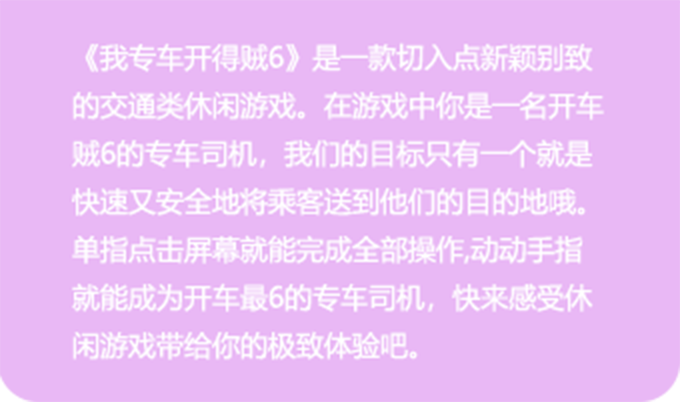 《我专车开得贼6》是一款切入点新颖别致
的交通类休闲游戏。在游戏中你是一名开车
贼6的专车司机，我们的目标只有一个就是
快速又安全地将乘客送到他们的目的地哦。
单指点击屏幕就能完成全部操作,动动手指
就能成为开车最6的专车司机，快来感受休
闲游戏带给你的极致体验吧。